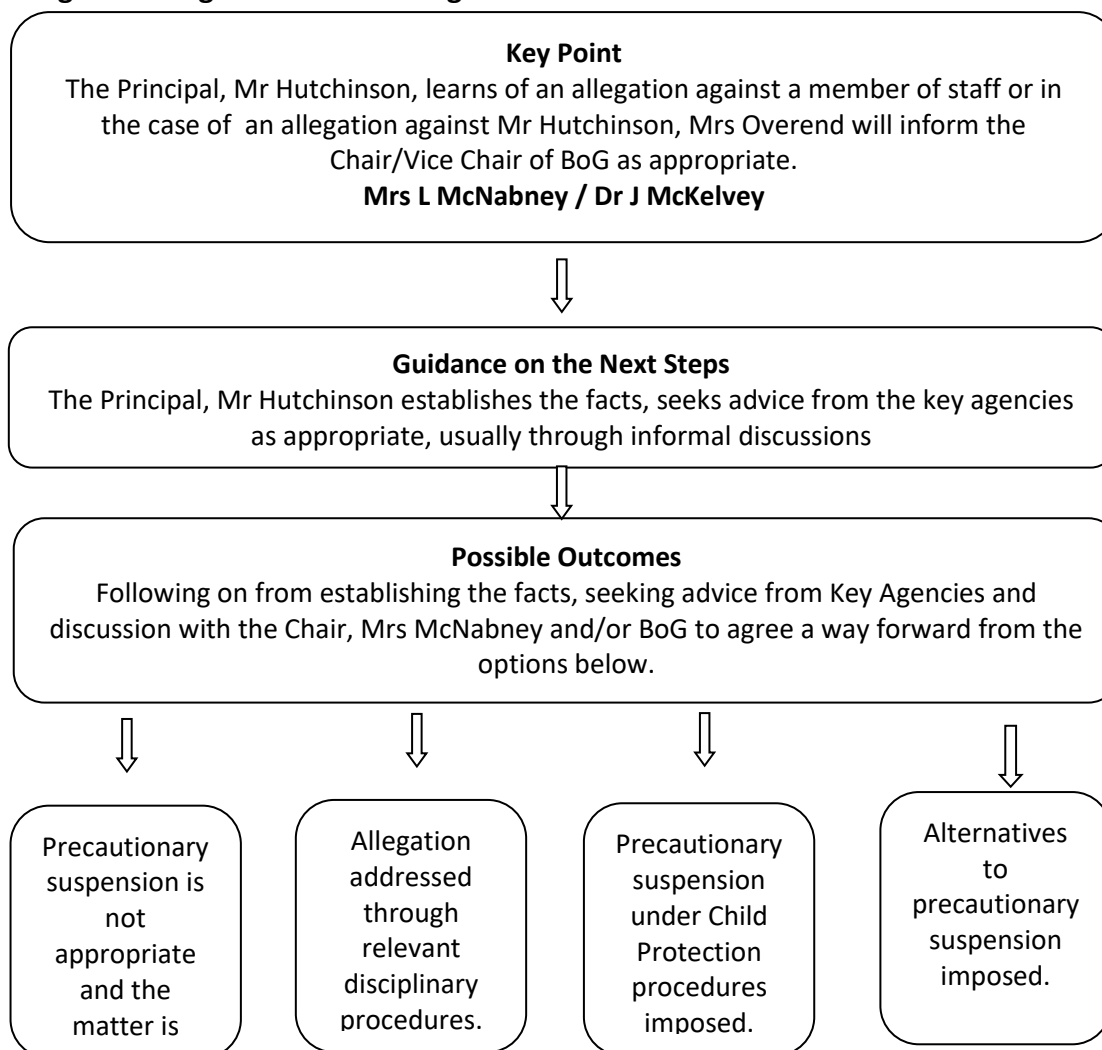 Key Point
The Principal, Mr Hutchinson, learns of an allegation against a member of staff or in
the case of an allegation against Mr Hutchinson, Mrs Overend will inform the
Chair/Vice Chair of BoG as appropriate.
Mrs L McNabney / Dr J McKelvey
Guidance on the Next Steps
The Principal, Mr Hutchinson establishes the facts, seeks advice from the key agencies
as appropriate, usually through informal discussions
Possible Outcomes
Following on from establishing the facts, seeking advice from Key Agencies and
discussion with the Chair, Mrs McNabney and/or BoG to agree a way forward from the
options below.
Precautionary
suspension is
not
appropriate
and the
matter is
Allegation
addressed
through
relevant
disciplinary
procedures.
Precautionary
suspension
under Child
Protection
procedures
imposed.
Alternatives
to
precautionary
suspension
imposed.